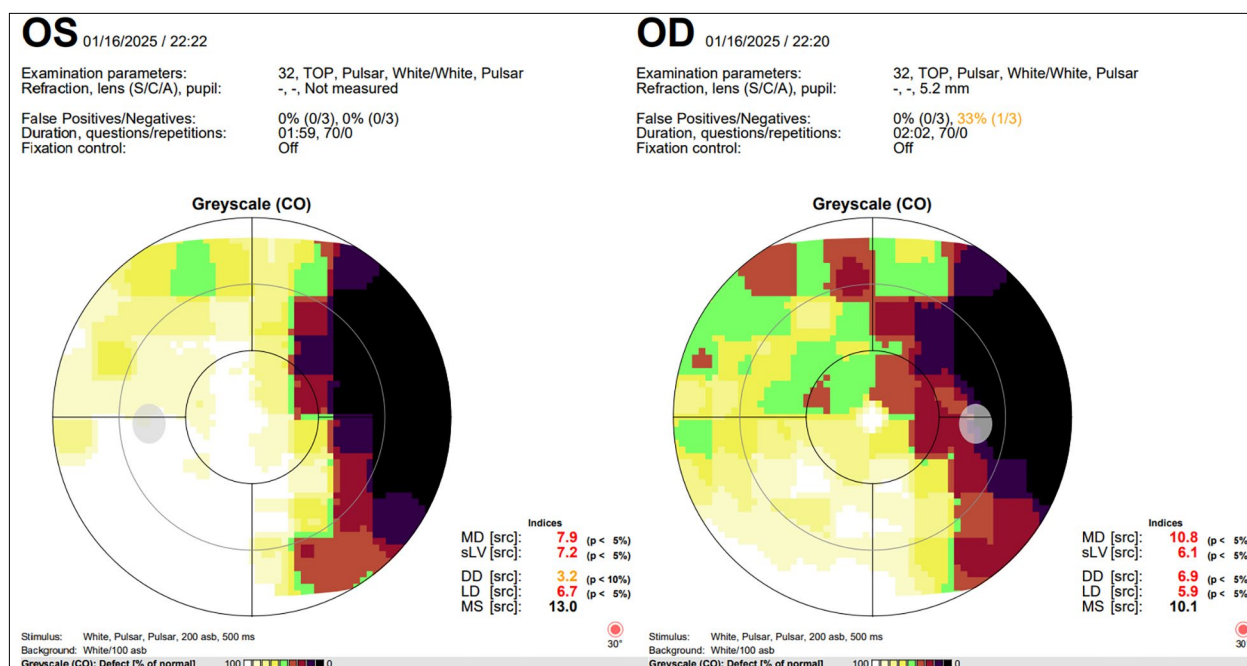 OS 01/16/2025 / 22:22
Examination parameters: 32, TOP, Pulsar, White/White, Pulsar
Refraction, lens (S/C/A), pupil: -, -, Not measured
False Positives/Negatives: 0% (0/3), 0% (0/3)
Duration, questions/repetitions: 01:59, 70/0
Fixation control: Off
Greyscale (CO)
Indices
MD [src]: 7.9 (p < 5%)
sLV [src]: 7.2 (p < 5%)
DD [src]: 3.2 (p < 10%)
LD [src]: 6.7 (p < 5%)
MS [src]: 13.0
30°
Stimulus: White, Pulsar, Pulsar, 200 asb, 500 ms
Background: White/100 asb
Greyscale (CO): Defect [% of normal] 100 0
OD 01/16/2025 / 22:20
Examination parameters: 32, TOP, Pulsar, White/White, Pulsar
Refraction, lens (S/C/A), pupil: -, -, 5.2 mm
False Positives/Negatives: 0% (0/3), 33% (1/3)
Duration, questions/repetitions: 02:02, 70/0
Fixation control: Off
Greyscale (CO)
Indices
MD [src]: 10.8 (p < 5%)
sLV [src]: 6.1 (p < 5%)
DD [src]: 6.9 (p < 5%)
LD [src]: 5.9 (p < 5%)
MS [src]: 10.1
30°
Stimulus: White, Pulsar, Pulsar, 200 asb, 500 ms
Background: White/100 asb
Greyscale (CO): Defect [% of normal] 100 0